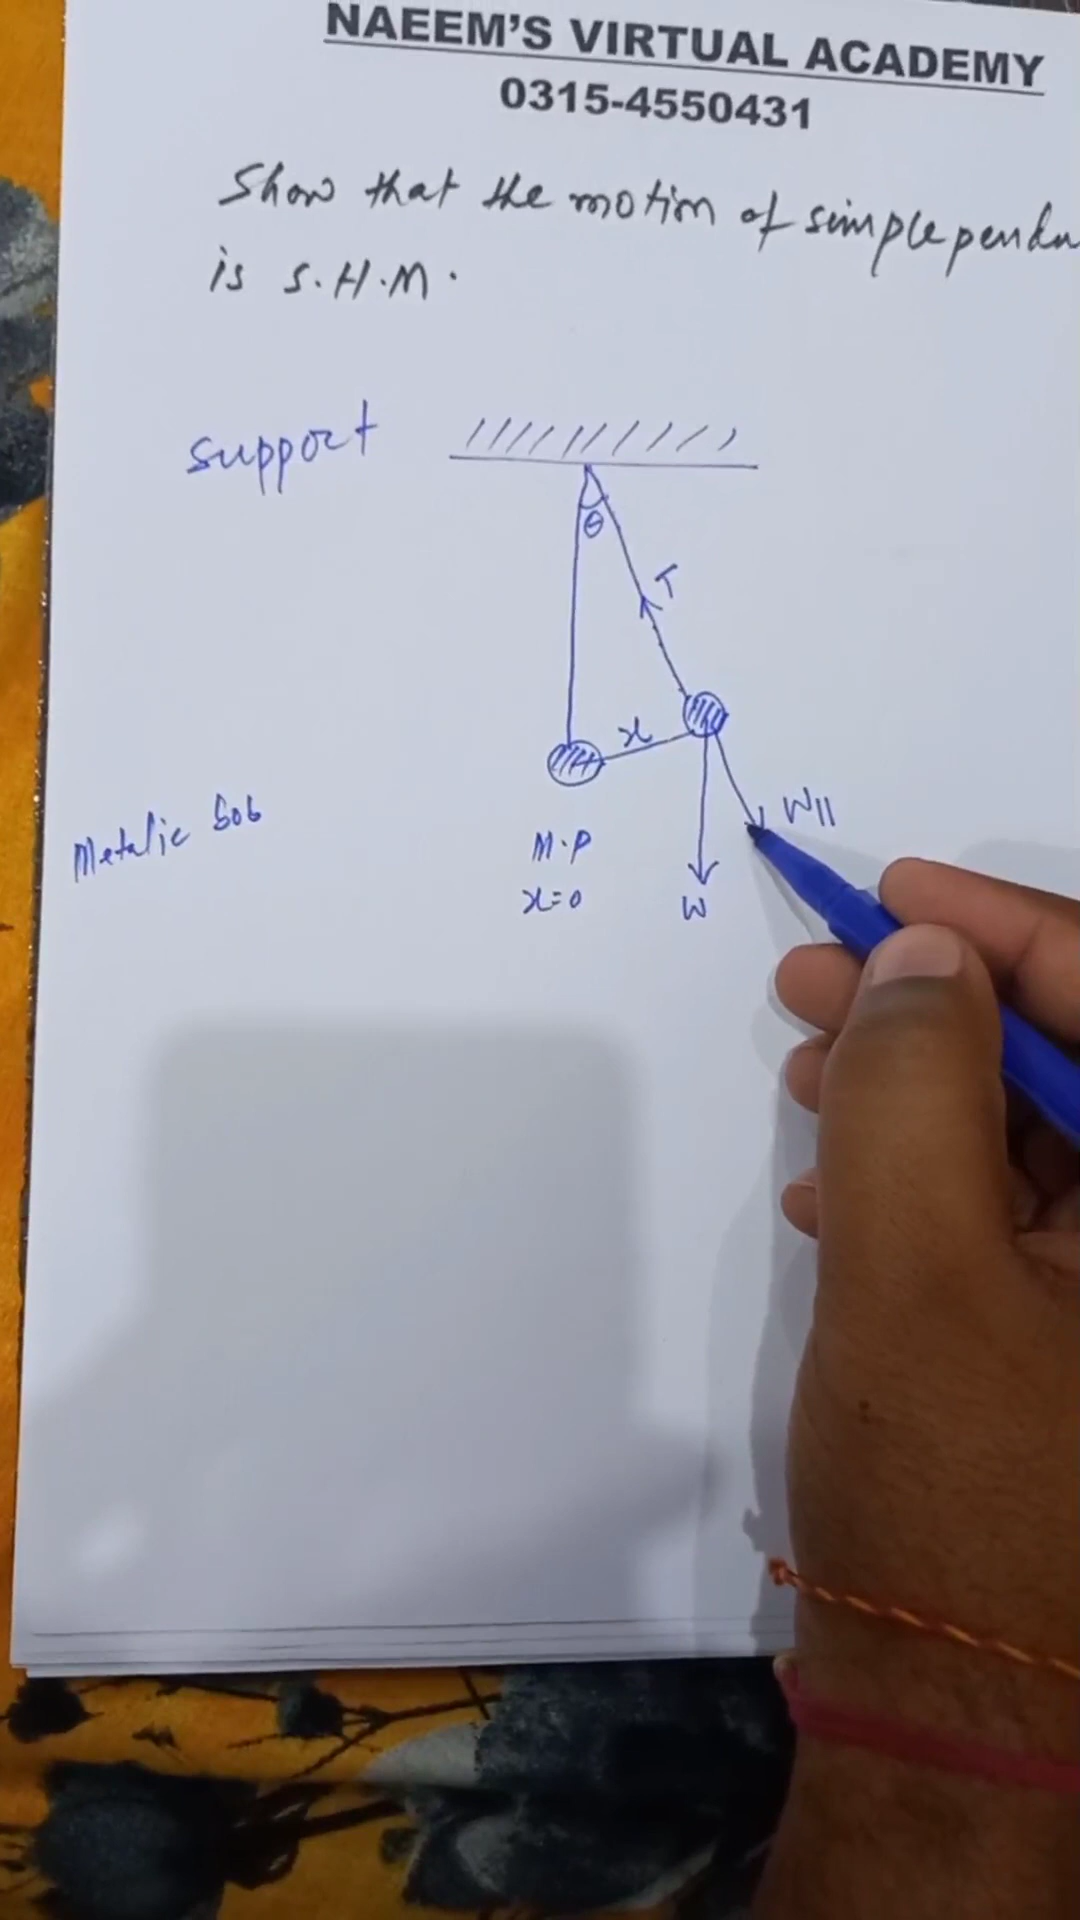 NAEEM'S VIRTUAL ACADEMY
0315-4550431
Show that the motion of simple pendu
is S.H.M.
support
θ
T
x
W||
Metalic bob
M.P
x=0
W